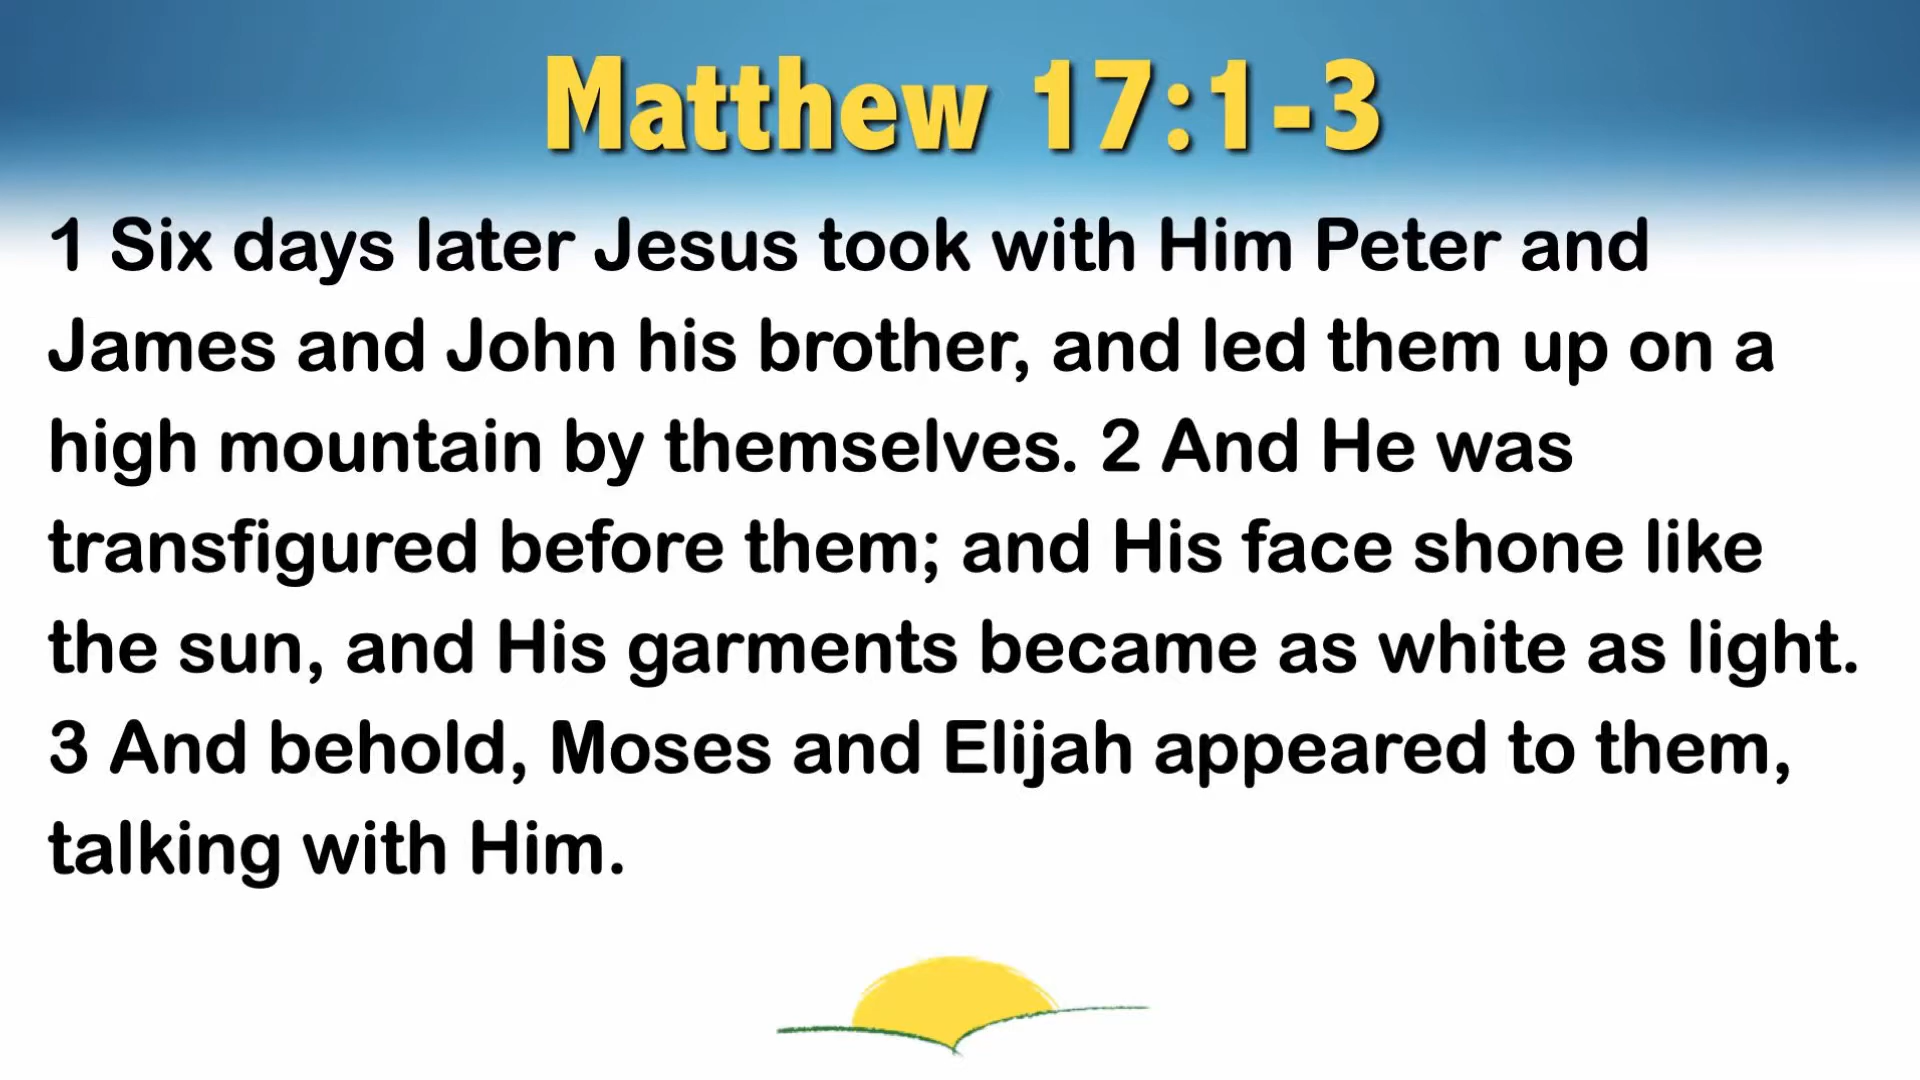 Matthew 17:1-3
1 Six days later Jesus took with Him Peter and
James and John his brother, and led them up on a
high mountain by themselves. 2 And He was
transfigured before them; and His face shone like
the sun, and His garments became as white as light.
3 And behold, Moses and Elijah appeared to them,
talking with Him.